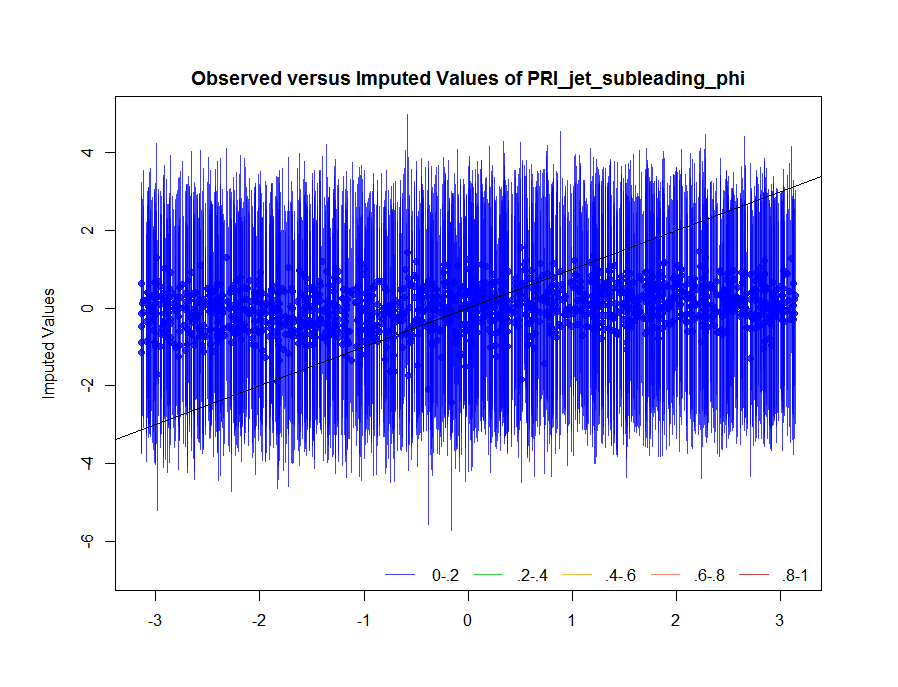 Observed versus Imputed Values of PRI_jet_subleading_phi
Imputed Values
4
2
0
-2
-4
-6
0-.2 .2-.4 .4-.6 .6-.8 .8-1
-3 -2 -1 0 1 2 3